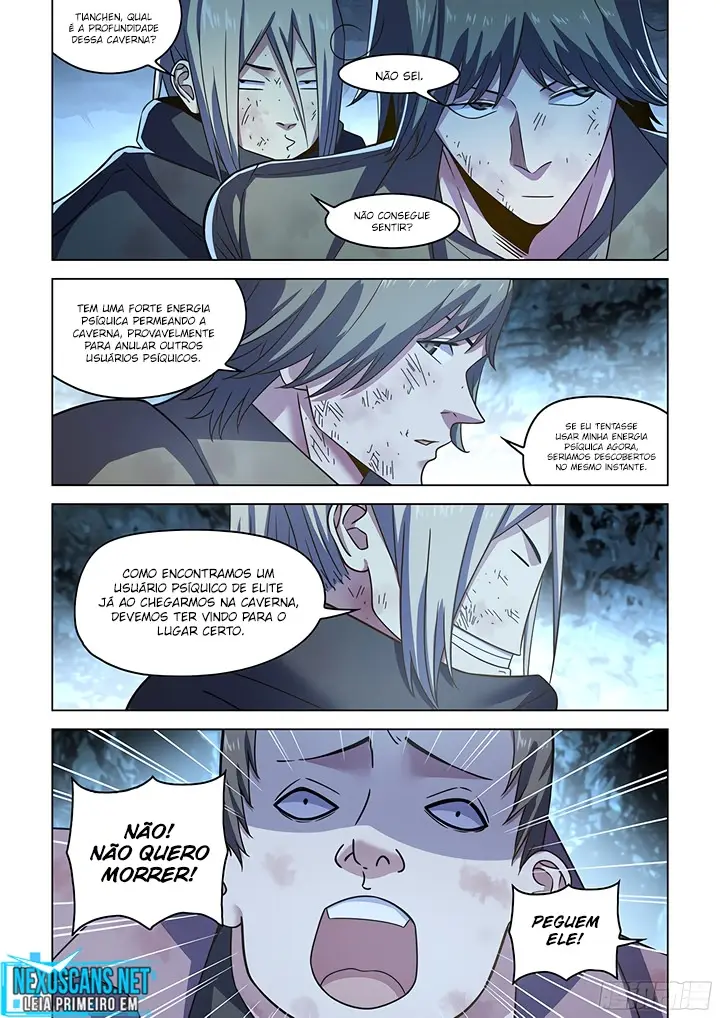 TIANCHEN, QUAL
É A PROFUNDIDADE
DESSA CAVERNA?
NÃO SEI.
NÃO CONSEGUE
SENTIR?
TEM UMA FORTE ENERGIA
PSÍQUICA PERMEANDO A
CAVERNA, PROVAVELMENTE
PARA ANULAR OUTROS
USUÁRIOS PSÍQUICOS.
SE EU TENTASSE
USAR MINHA ENERGIA
PSÍQUICA AGORA,
SERIAMOS DESCOBERTOS
NO MESMO INSTANTE.
COMO ENCONTRAMOS UM
USUÁRIO PSÍQUICO DE ELITE
JÁ AO CHEGARMOS NA CAVERNA,
DEVEMOS TER VINDO PARA O
LUGAR CERTO.
NÃO!
NÃO QUERO
MORRER!
PEGUEM
ELE!
NEXOSCANS.NET
LEIA PRIMEIRO EM